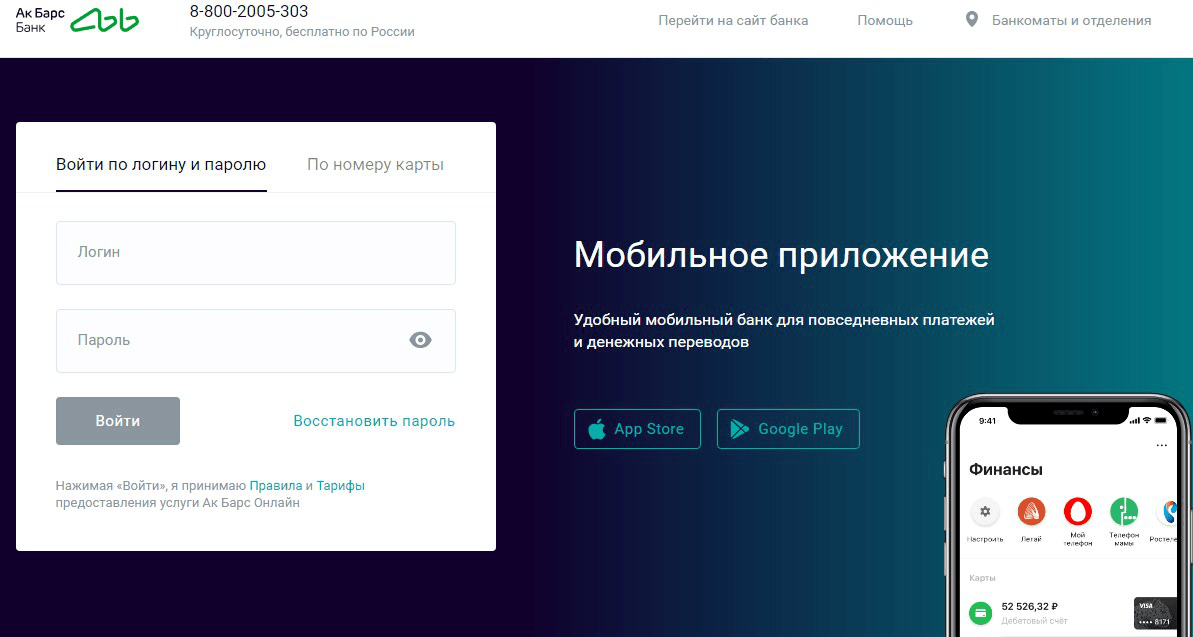 Ак Барс
Банк
8-800-2005-303
Круглосуточно, бесплатно по России
Перейти на сайт банка
Помощь
Банкоматы и отделения
Войти по логину и паролю
По номеру карты
Логин
Пароль
Войти
Восстановить пароль
Нажимая «Войти», я принимаю Правила и Тарифы
предоставления услуги Ак Барс Онлайн
Мобильное приложение
Удобный мобильный банк для повседневных платежей
и денежных переводов
App Store
Google Play
9:41
Финансы
Настроить
Летай
Мой
телефон
Телефон
мамы
Ростеле
Карты
52 526,32 ₽
Дебетовый счёт
VISA
•••• 8171